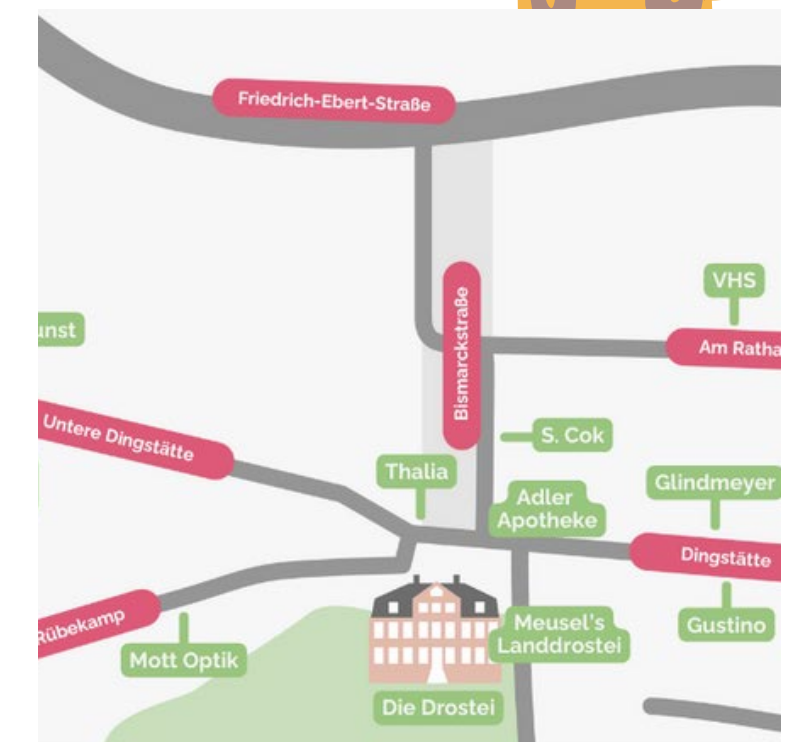 Friedrich-Ebert-Straße
VHS
unst
Bismarckstraße
Am Ratha
Untere Dingstätte
S. Cok
Thalia
Glindmeyer
Adler
Apotheke
Dingstätte
Rübekamp
Meusel's
Landdrostei
Gustino
Mott Optik
Die Drostei